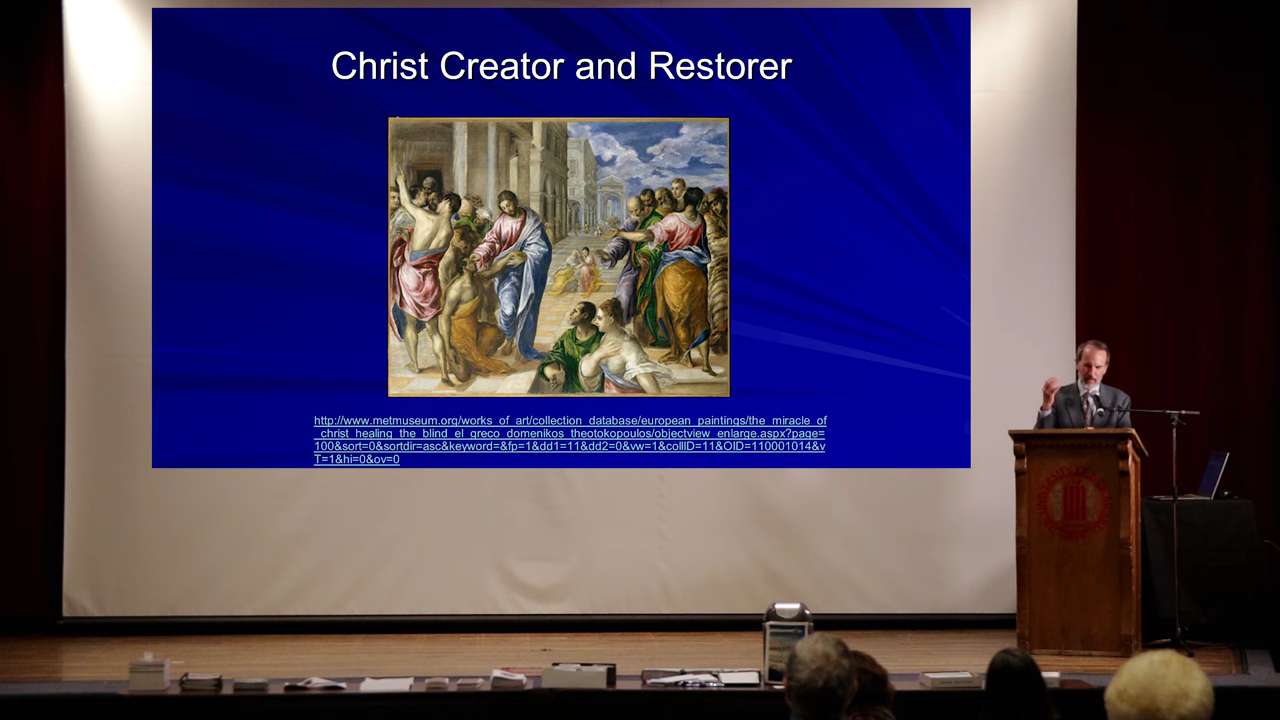 Christ Creator and Restorer
http://www.metmuseum.org/works_of_art/collection_database/european_paintings/the_miracle_of
_christ_healing_the_blind_el_greco_domenikos_theotokopoulos/objectview_enlarge.aspx?page=
100&sort=0&sortdir=asc&keyword=&fp=1&dd1=11&dd2=0&vw=1&collID=11&OID=110001014&v
T=1&hi=0&ov=0